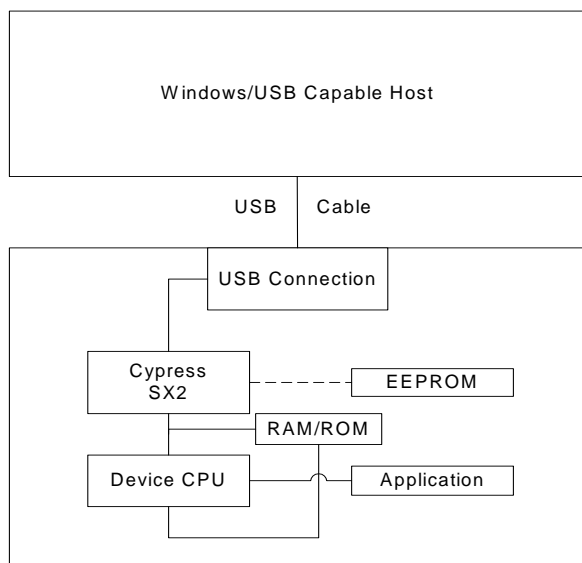 Windows/USB Capable Host
USB Cable
USB Connection
Cypress
SX2
EEPROM
RAM/ROM
Device CPU
Application